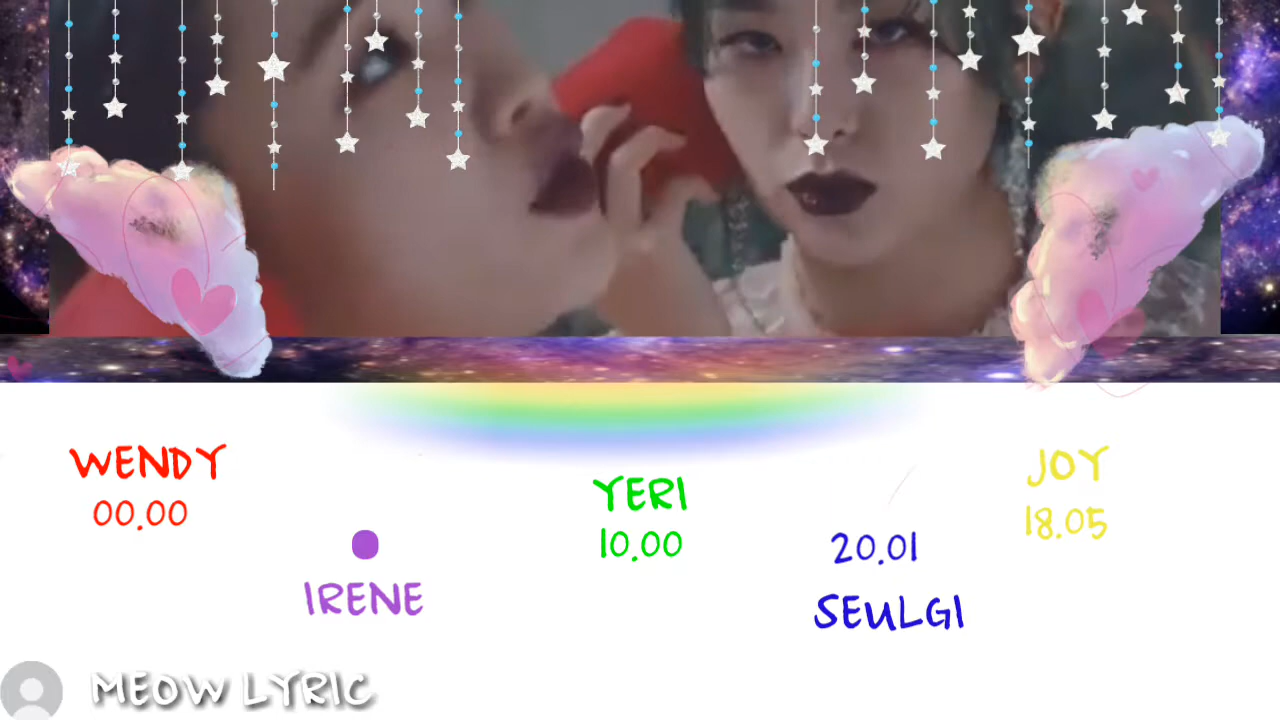 WENDY
00.00
IRENE
YERI
10.00
20.01
SEULGI
JOY
18.05
MEOW LYRIC